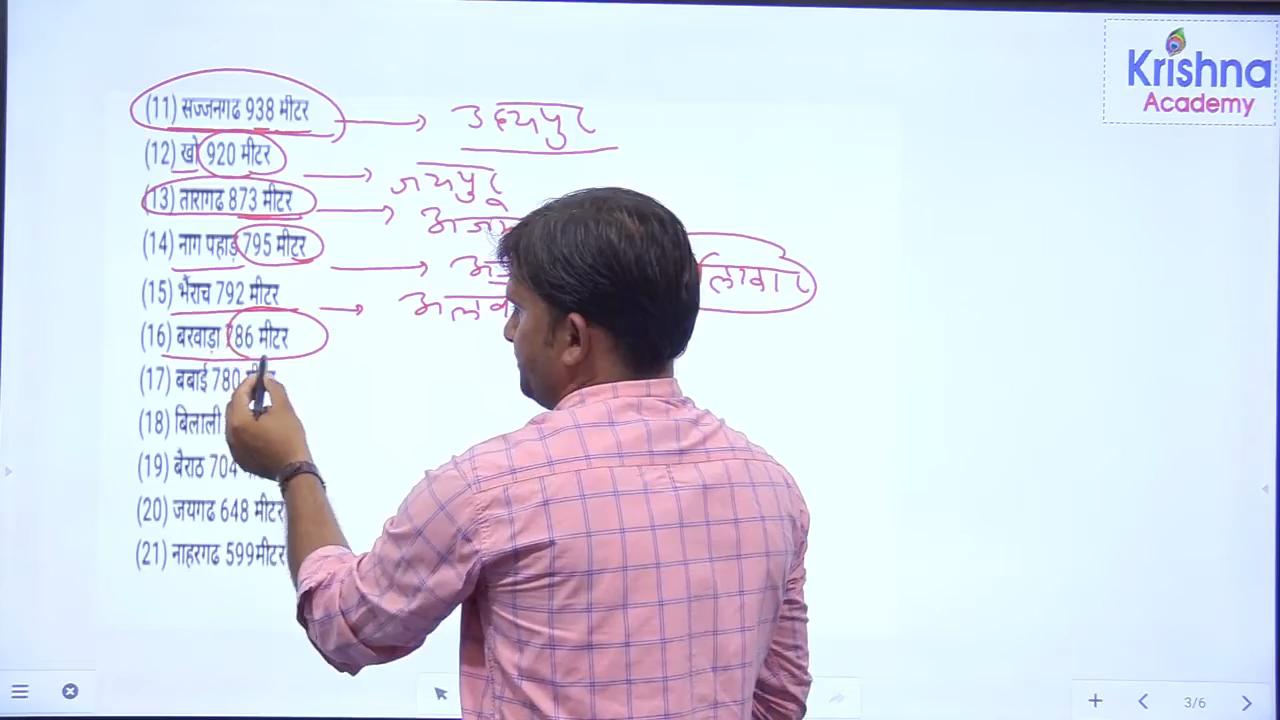 Krishna
Academy
(11) सज्जनगढ 938 मीटर → उदयपुर
(12) खो 920 मीटर → जयपुर
(13) तारागढ 873 मीटर →
(14) नाग पहाड़ 795 मीटर →
(15) भैंराच 792 मीटर →
(16) बरवाड़ा 786 मीटर
(17) बबाई 780
(18) बिलाली
(19) बेराठ 704
(20) जयगढ 648 मीटर
(21) नाहरगढ 599मीटर
3/6